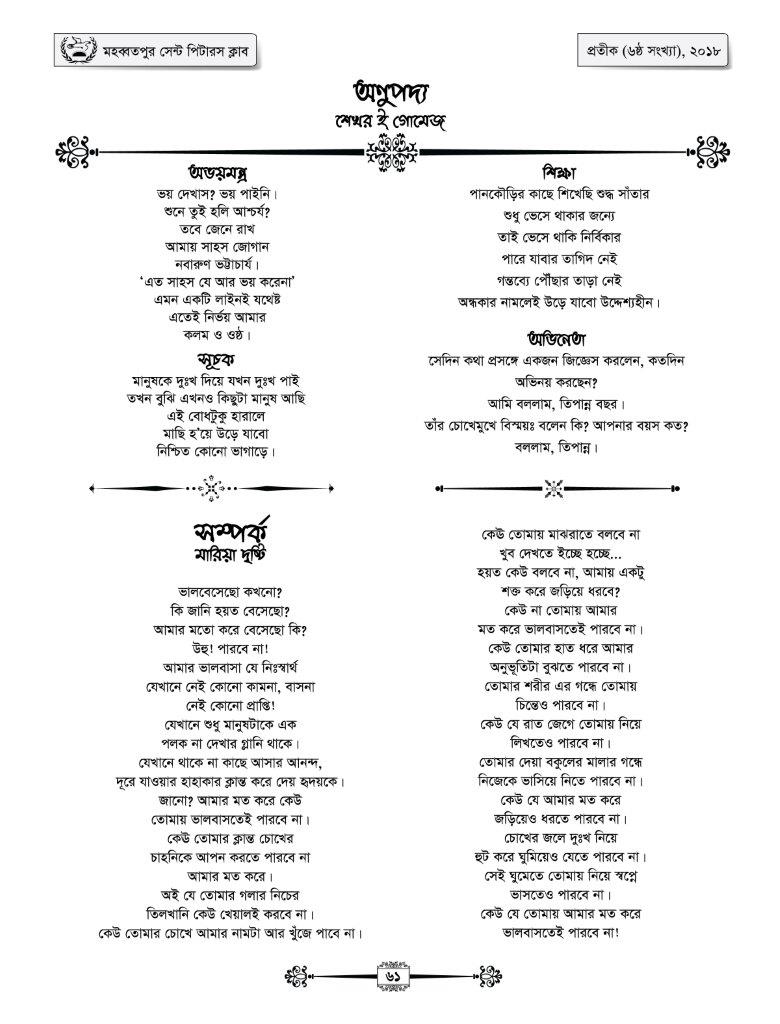 মহব্বতপুর সেন্ট পিটারস ক্লাব
প্রতীক (৬ষ্ঠ সংখ্যা), ২০১৮
অণুপদ্য
শেখর ই গোমেজ
অভয়মন্ত্র
ভয় দেখাস? ভয় পাইনি।
শুনে তুই হলি আশ্চর্য?
তবে জেনে রাখ
আমায় সাহস জোগান
নবারুণ ভট্টাচার্য।
‘এত সাহস যে আর ভয় করেনা’
এমন একটি লাইনই যথেষ্ট
এতেই নির্ভয় আমার
কলম ও ওষ্ঠ।
সূচক
মানুষকে দুঃখ দিয়ে যখন দুঃখ পাই
তখন বুঝি এখনও কিছুটা মানুষ আছি
এই বোধটুকু হারালে
মাছি হ’য়ে উড়ে যাবো
নিশ্চিত কোনো ভাগাড়ে।
শিক্ষা
পানকৌড়ির কাছে শিখেছি শুদ্ধ সাঁতার
শুধু ভেসে থাকার জন্যে
তাই ভেসে থাকি নির্বিকার
পারে যাবার তাগিদ নেই
গন্তব্যে পৌঁছার তাড়া নেই
অন্ধকার নামলেই উড়ে যাবো উদ্দেশ্যহীন।
অভিনেতা
সেদিন কথা প্রসঙ্গে একজন জিজ্ঞেস করলেন, কতদিন
অভিনয় করছেন?
আমি বললাম, তিপান্ন বছর।
তাঁর চোখেমুখে বিস্ময়ঃ বলেন কি? আপনার বয়স কত?
বললাম, তিপান্ন।
সম্পর্ক
মারিয়া দৃষ্টি
ভালবেসেছো কখনো?
কি জানি হয়ত বেসেছো?
আমার মতো করে বেসেছো কি?
উহু! পারবে না!
আমার ভালবাসা যে নিঃস্বার্থ
যেখানে নেই কোনো কামনা, বাসনা
নেই কোনো প্রাপ্তি!
যেখানে শুধু মানুষটাকে এক
পলক না দেখার গ্লানি থাকে।
যেখানে থাকে না কাছে আসার আনন্দ,
দূরে যাওয়ার হাহাকার ক্লান্ত করে দেয় হৃদয়কে।
জানো? আমার মত করে কেউ
তোমায় ভালবাসতেই পারবে না।
কেউ তোমার ক্লান্ত চোখের
চাহনিকে আপন করতে পারবে না
আমার মত করে।
অই যে তোমার গলার নিচের
তিলখানি কেউ খেয়ালই করবে না।
কেউ তোমার চোখে আমার নামটা আর খুঁজে পাবে না।
কেউ তোমায় মাঝরাতে বলবে না
খুব দেখতে ইচ্ছে হচ্ছে...
হয়ত কেউ বলবে না, আমায় একটু
শক্ত করে জড়িয়ে ধরবে?
কেউ না তোমায় আমার
মত করে ভালবাসতেই পারবে না।
কেউ তোমার হাত ধরে আমার
অনুভূতিটা বুঝতে পারবে না।
তোমার শরীর এর গন্ধে তোমায়
চিন্তেও পারবে না।
কেউ যে রাত জেগে তোমায় নিয়ে
লিখতেও পারবে না।
তোমার দেয়া বকুলের মালার গন্ধে
নিজেকে ভাসিয়ে নিতে পারবে না।
কেউ যে আমার মত করে
জড়িয়েও ধরতে পারবে না।
চোখের জলে দুঃখ নিয়ে
হুট করে ঘুমিয়েও যেতে পারবে না।
সেই ঘুমেতে তোমায় নিয়ে স্বপ্নে
ভাসতেও পারবে না।
কেউ যে তোমায় আমার মত করে
ভালবাসতেই পারবে না!
৬১